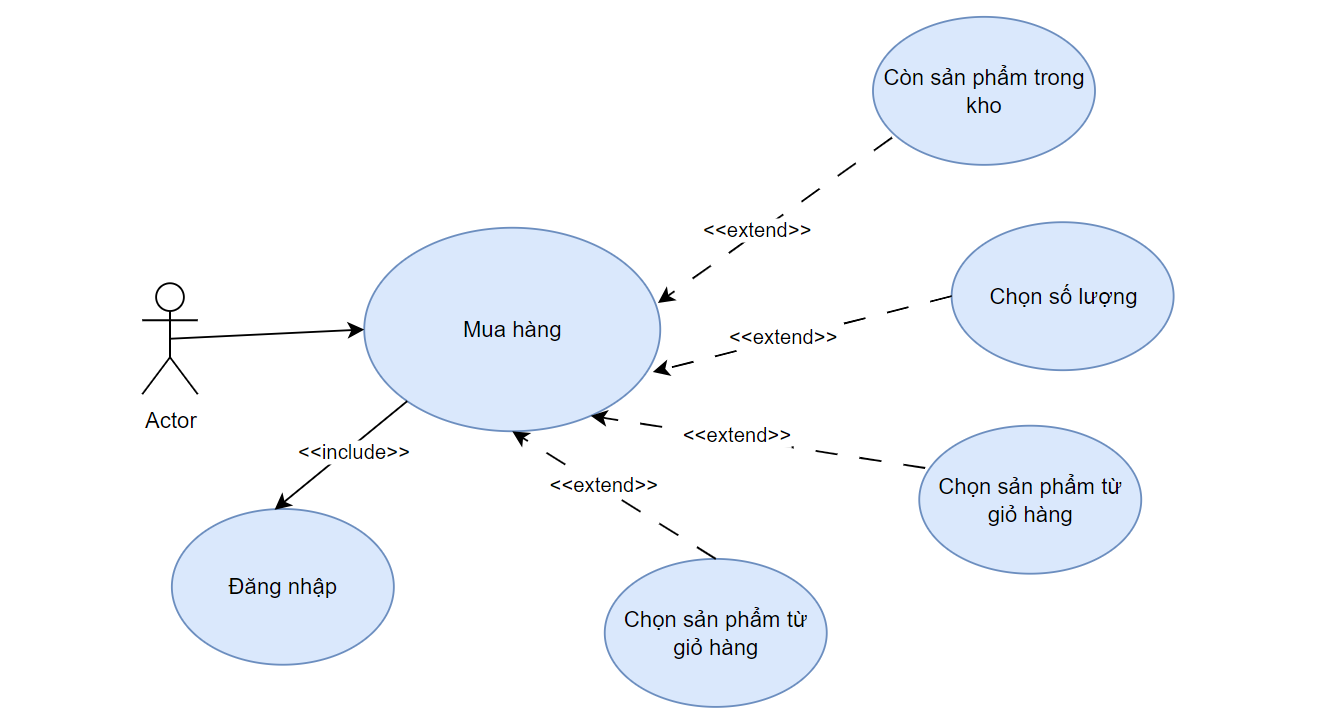 Còn sản phẩm trong
kho
<<extend>>
Chọn số lượng
Mua hàng
<<extend>>
Actor
<<extend>>
<<include>>
<<extend>>
Chọn sản phẩm từ
giỏ hàng
Đăng nhập
Chọn sản phẩm từ
giỏ hàng